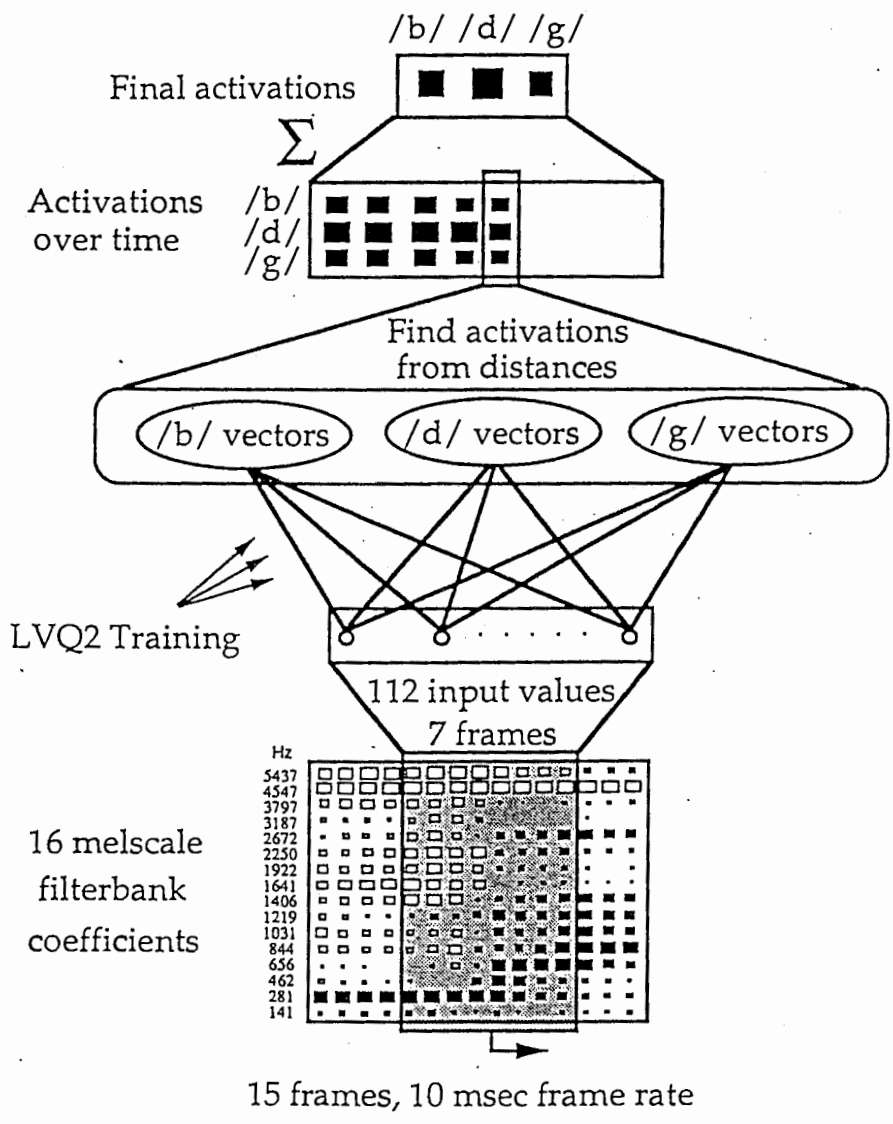 /b/ /d/ /g/
Final activations
Σ
Activations
over time
/b/
/d/
/g/
Find activations
from distances
/b/ vectors
/d/ vectors
/g/ vectors
LVQ2 Training
112 input values
7 frames
Hz
5437
4547
3797
3187
2672
2250
1922
1641
1406
1219
1031
844
656
462
281
141
16 melscale
filterbank
coefficients
15 frames, 10 msec frame rate